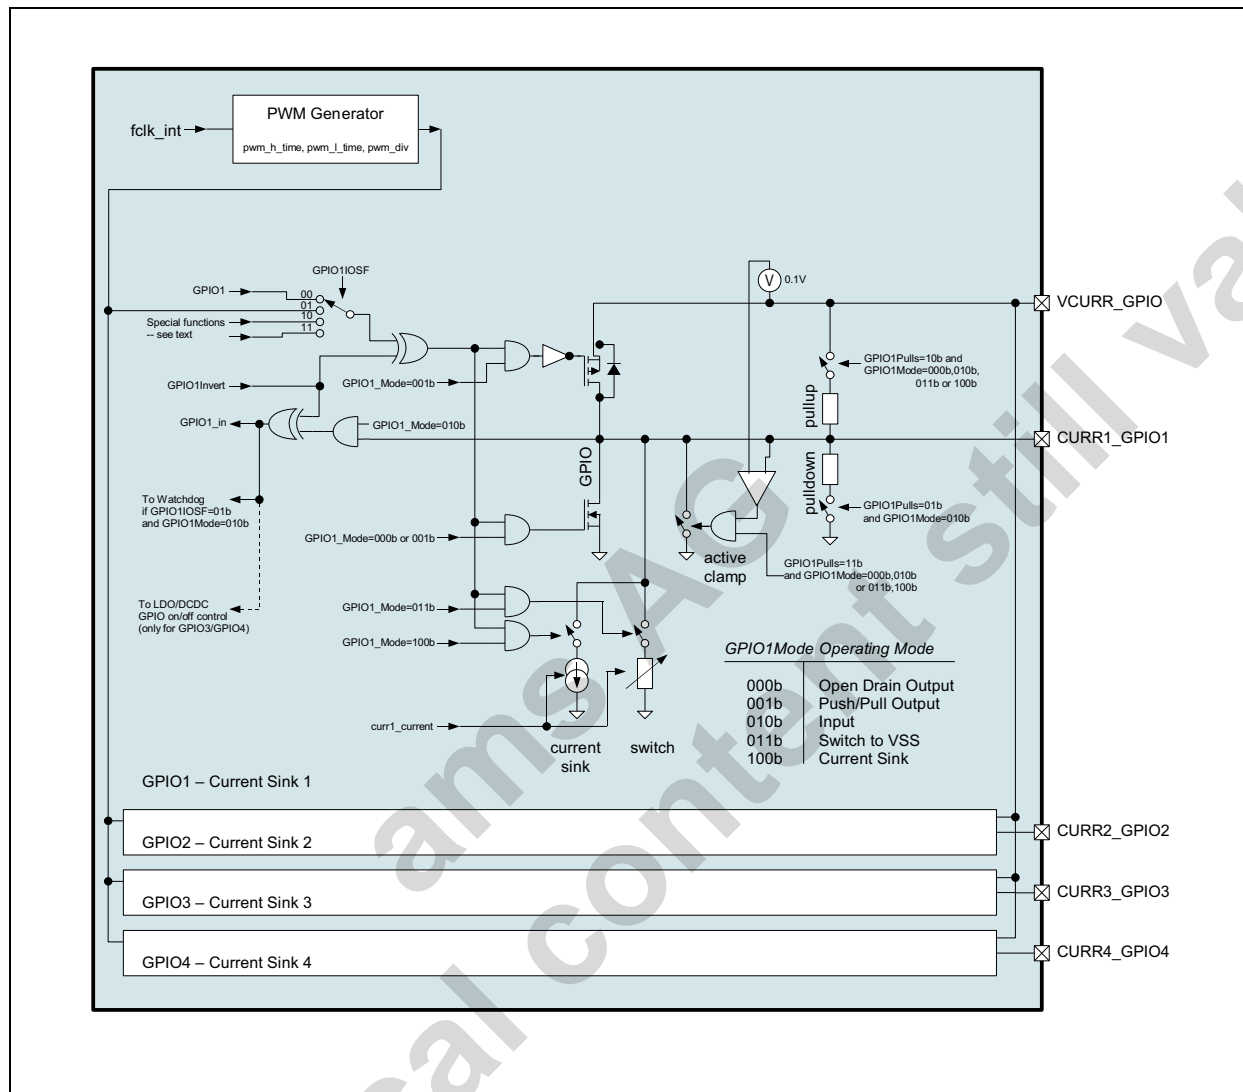 PWM Generator
pwm_h_time, pwm_l_time, pwm_div
fclk_int
GPIO1IOSF
GPIO1
00
01
10
11
Special functions
-- see text
V
0.1V
VCURR_GPIO
GPIO1Invert
GPIO1_Mode=001b
GPIO1Pulls=10b and
GPIO1Mode=000b,010b,
011b or 100b
pullup
GPIO1_in
GPIO1_Mode=010b
CURR1_GPIO1
GPIO
pulldown
To Watchdog
if GPIO1IOSF=01b
and GPIO1Mode=010b
GPIO1_Mode=000b or 001b
GPIO1Pulls=01b
and GPIO1Mode=010b
active
clamp
GPIO1Pulls=11b
and GPIO1Mode=000b,010b
or 011b,100b
To LDO/DCDC
GPIO on/off control
(only for GPIO3/GPIO4)
GPIO1_Mode=011b
GPIO1_Mode=100b
GPIO1Mode Operating Mode
000b Open Drain Output
001b Push/Pull Output
010b Input
011b Switch to VSS
100b Current Sink
curr1_current
current
sink
switch
GPIO1 – Current Sink 1
GPIO2 – Current Sink 2
CURR2_GPIO2
GPIO3 – Current Sink 3
CURR3_GPIO3
GPIO4 – Current Sink 4
CURR4_GPIO4
ams AG
content still